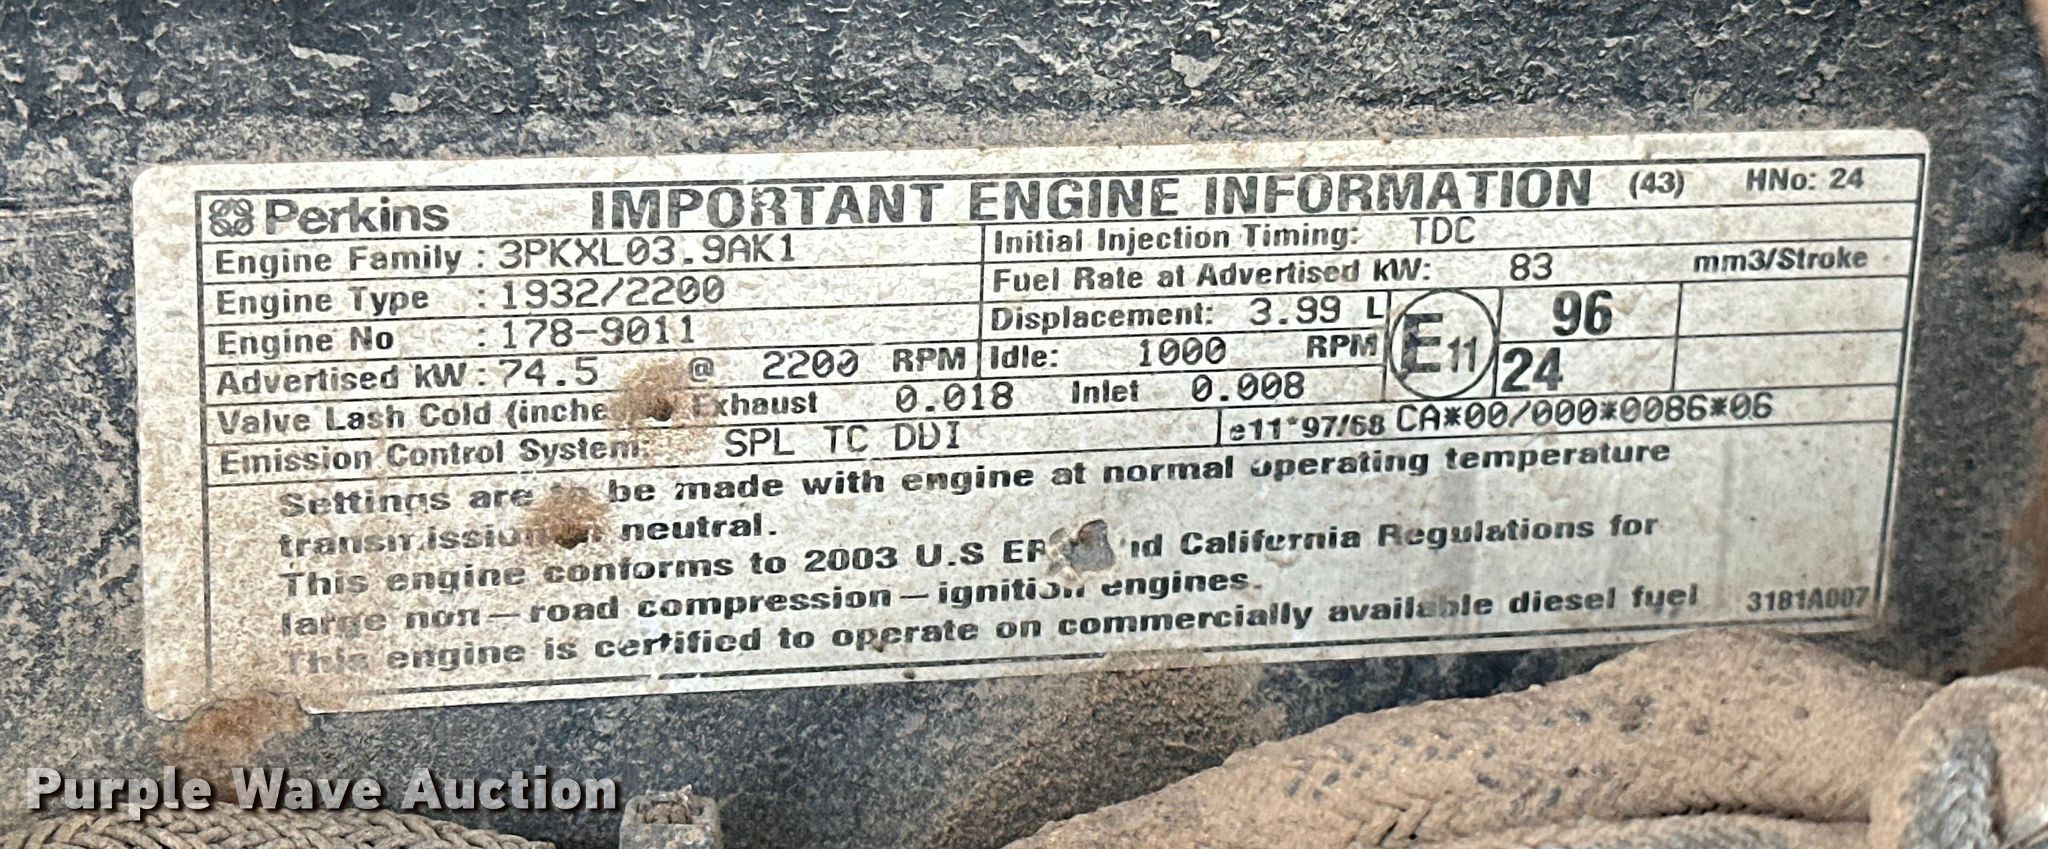 Perkins IMPORTANT ENGINE INFORMATION (43) HNo: 24
Engine Family : 3PKXL03.9AK1 Initial Injection Timing: TDC
Engine Type : 1932/2200 Fuel Rate at Advertised kW: 83 mm3/Stroke
Engine No : 178-9011 Displacement: 3.99 L E11 96
Advertised kW : 74.5 @ 2200 RPM Idle: 1000 RPM 24
Valve Lash Cold (inche Exhaust 0.018 Inlet 0.008
Emission Control System: SPL TC DDI e11*97/68 CA*00/000*0086*06
Settings are to be made with engine at normal operating temperature
transmission neutral.
This engine conforms to 2003 U.S and California Regulations for
large non-road compression-ignition engines.
This engine is certified to operate on commercially available diesel fuel 3181A007
Purple Wave Auction